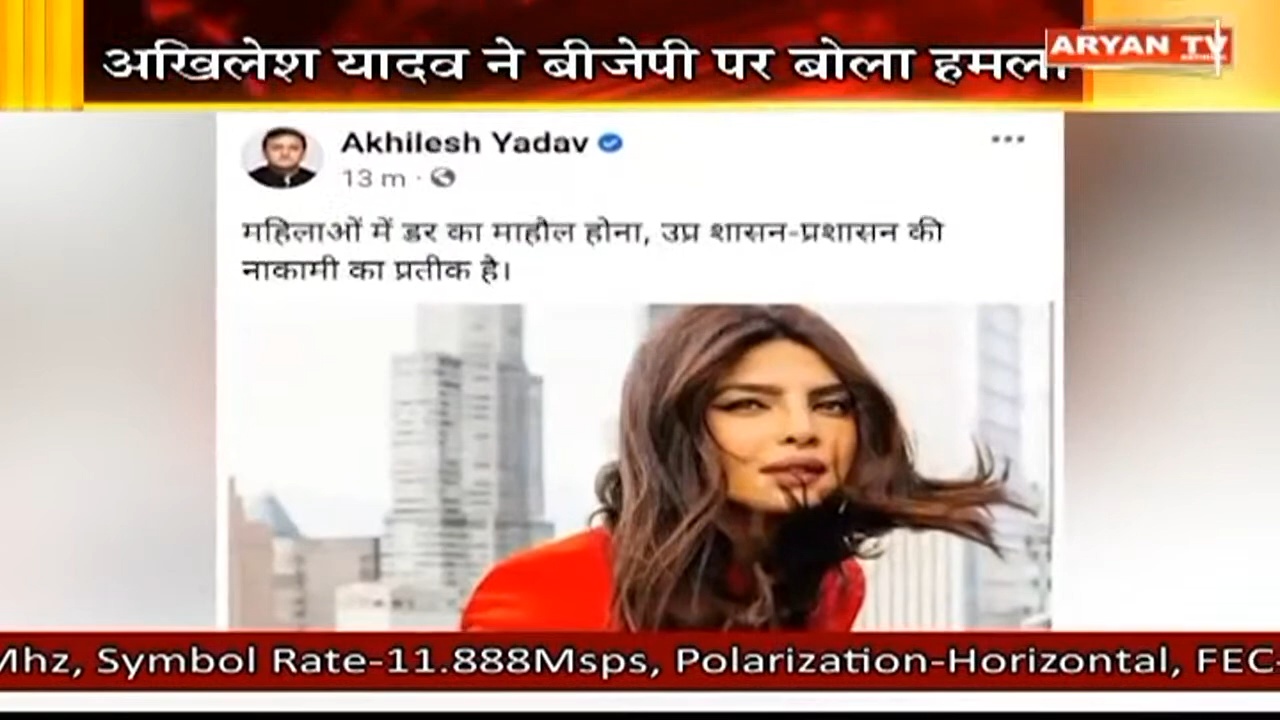 अखिलेश यादव ने बीजेपी पर बोला हमला
ARYAN TV
Akhilesh Yadav
13 m ·
महिलाओं में डर का माहौल होना, उप्र शासन-प्रशासन की
नाकामी का प्रतीक है।
Mhz, Symbol Rate-11.888Msps, Polarization-Horizontal, FEC-